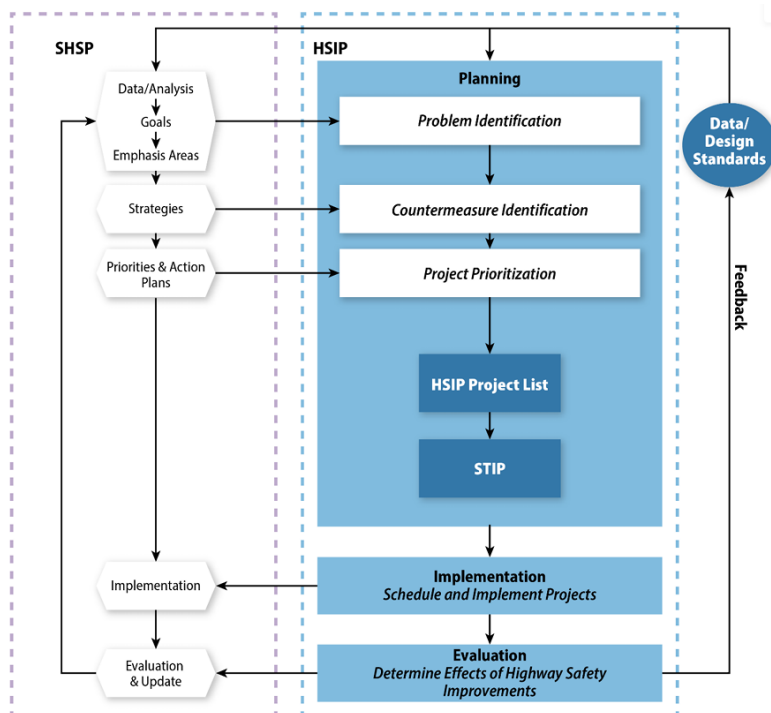 SHSP
HSIP
Data/Analysis
Goals
Emphasis Areas
Strategies
Priorities & Action
Plans
Implementation
Evaluation
& Update
Planning
Problem Identification
Countermeasure Identification
Project Prioritization
HSIP Project List
STIP
Implementation
Schedule and Implement Projects
Evaluation
Determine Effects of Highway Safety
Improvements
Data/
Design
Standards
Feedback